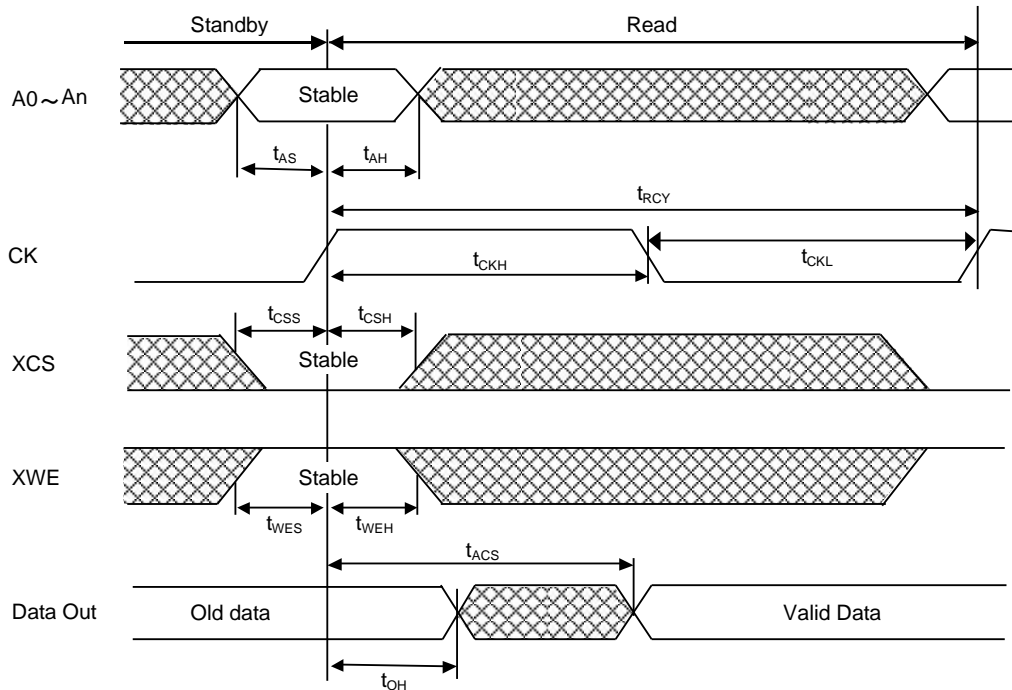 Standby Read
A0～An Stable
tAS tAH
tRCY
CK tCKH tCKL
tCSS tCSH
XCS Stable
XWE Stable
tWES tWEH
tACS
Data Out Old data Valid Data
tOH